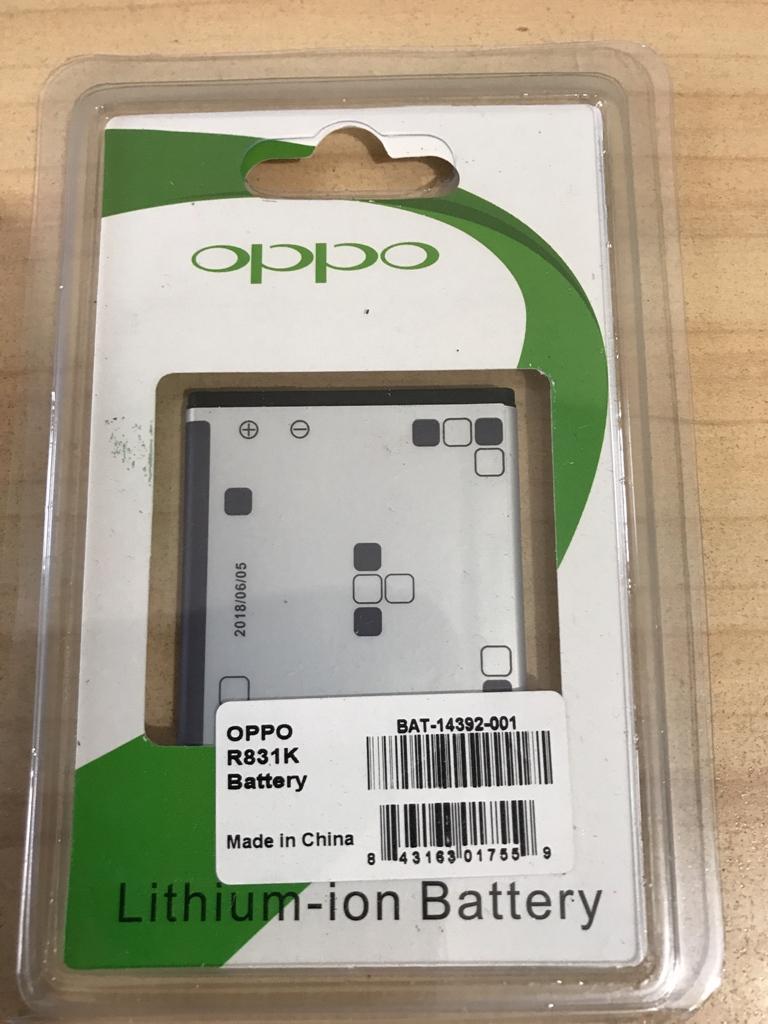 oppo
2018/06/05
OPPO
R831K
Battery
BAT-14392-001
Made in China
8 43163 01755 9
Lithium-ion Battery